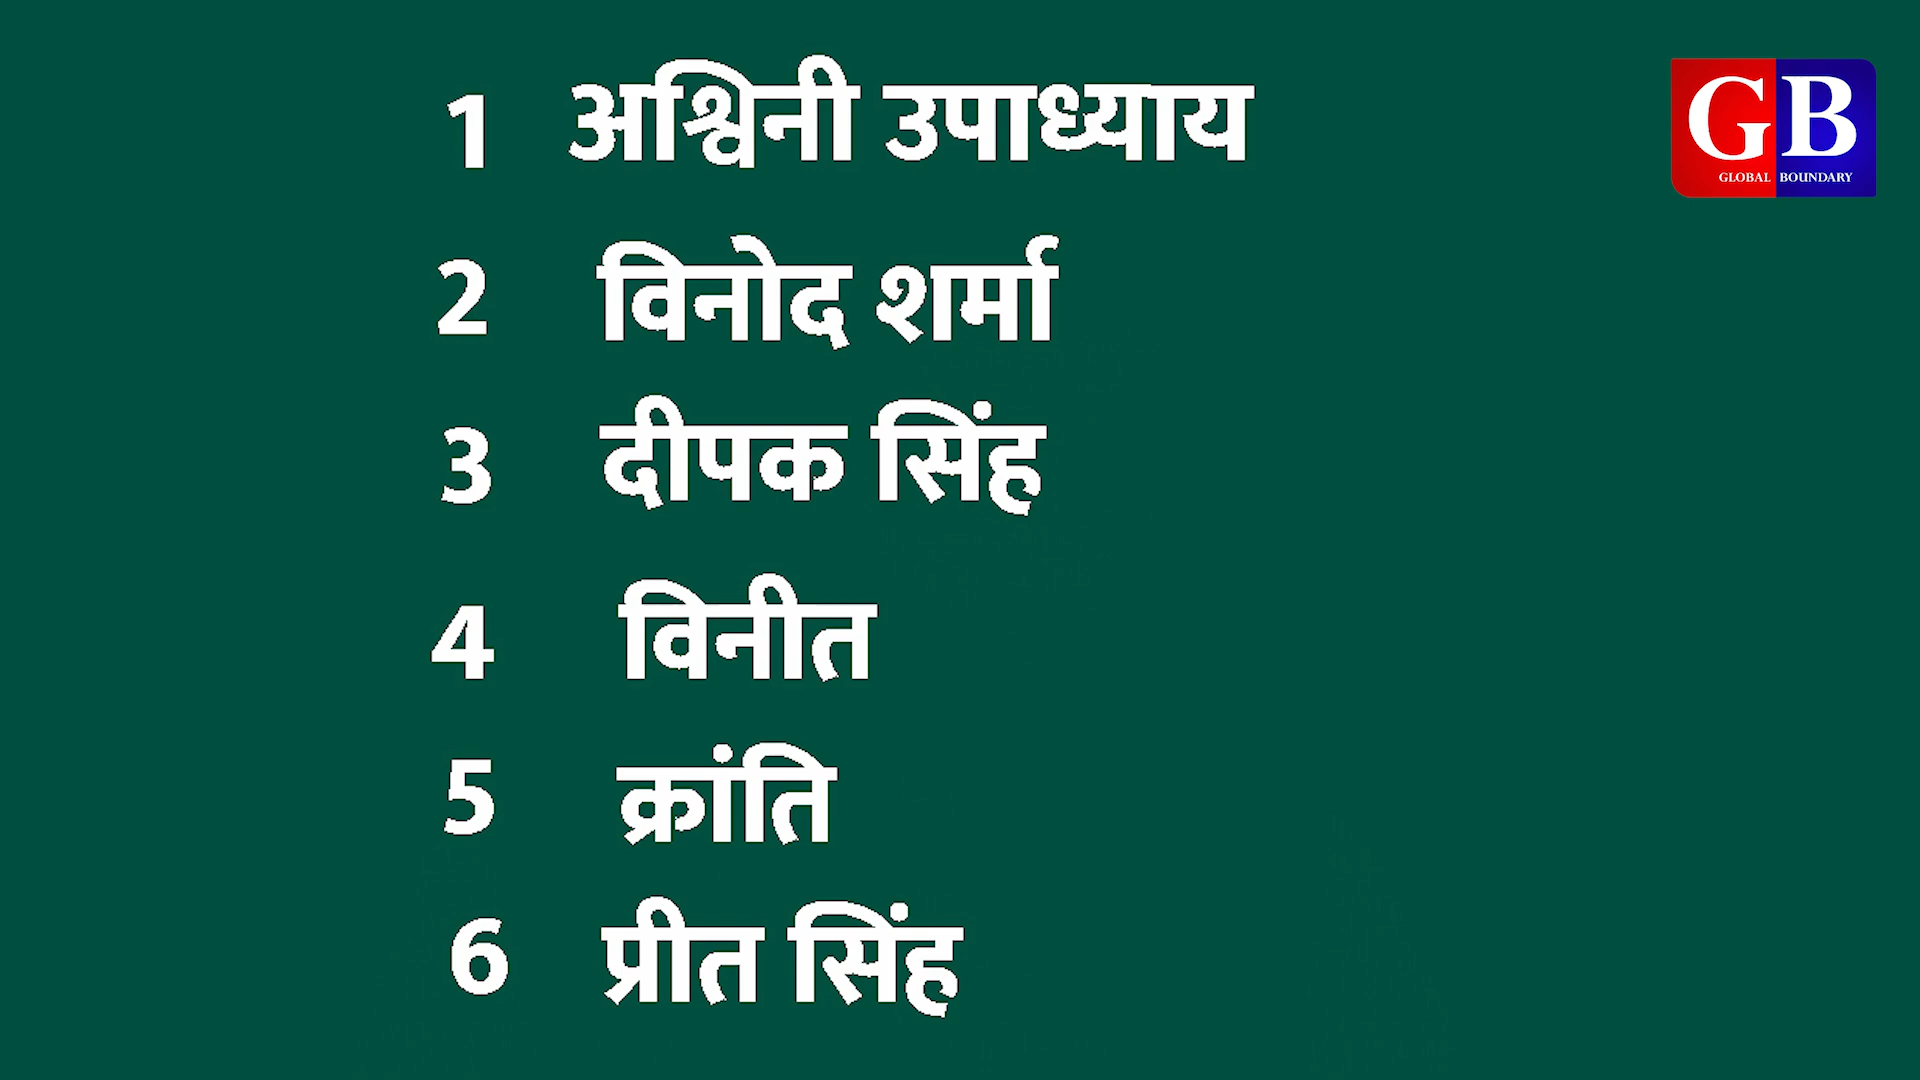 1 अश्विनी उपाध्याय
GB
GLOBAL BOUNDARY
2 विनोद शर्मा
3 दीपक सिंह
4 विनीत
5 क्रांति
6 प्रीत सिंह